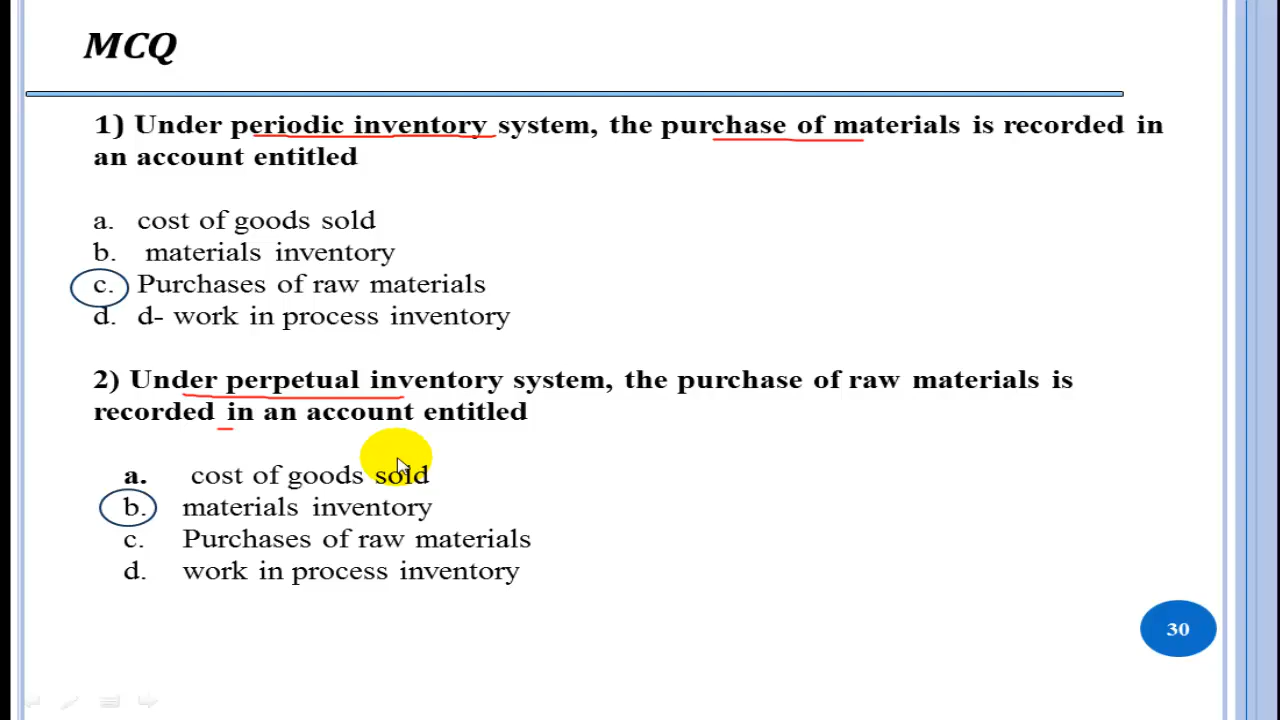 MCQ
1) Under periodic inventory system, the purchase of materials is recorded in
an account entitled
a. cost of goods sold
b. materials inventory
c. Purchases of raw materials
d. d- work in process inventory
2) Under perpetual inventory system, the purchase of raw materials is
recorded in an account entitled
a. cost of goods sold
b. materials inventory
c. Purchases of raw materials
d. work in process inventory
30